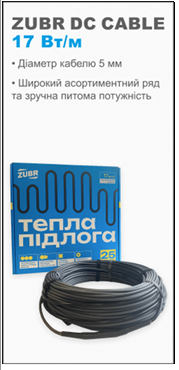 ZUBR DC CABLE
17 Вт/м
• Діаметр кабелю 5 мм
• Широкий асортиментний ряд
та зручна питома потужність
ZUBR
ТЕПЛА
ПІДЛОГА
25